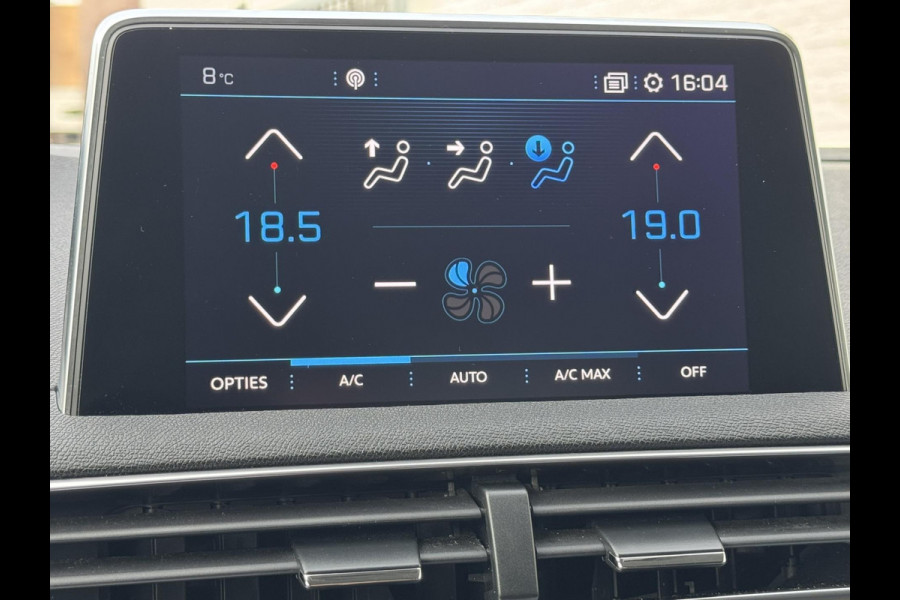 8°C 16:04
18.5 19.0
OPTIES A/C AUTO A/C MAX OFF